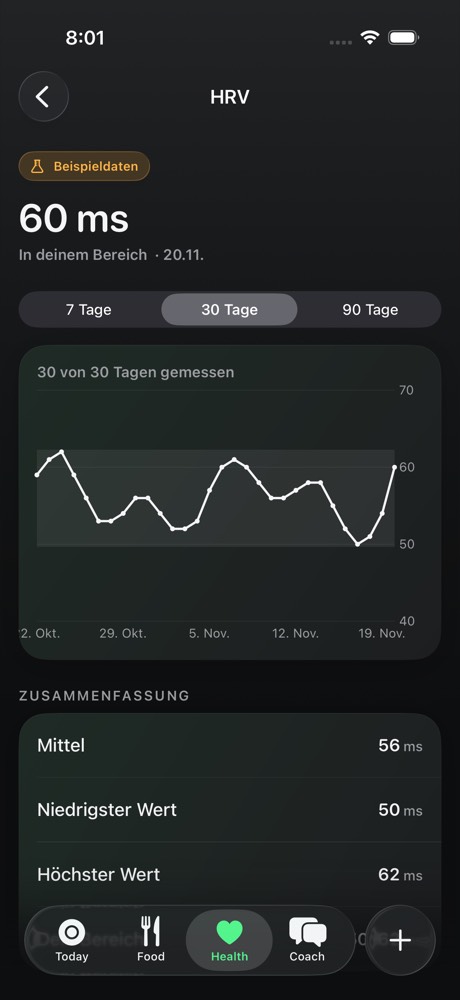 8:01
HRV
Beispieldaten
60 ms
In deinem Bereich · 20.11.
7 Tage 30 Tage 90 Tage
30 von 30 Tagen gemessen
70
60
50
40
2. Okt. 29. Okt. 5. Nov. 12. Nov. 19. Nov.
ZUSAMMENFASSUNG
Mittel 56 ms
Niedrigster Wert 50 ms
Höchster Wert 62 ms
Today Food Health Coach